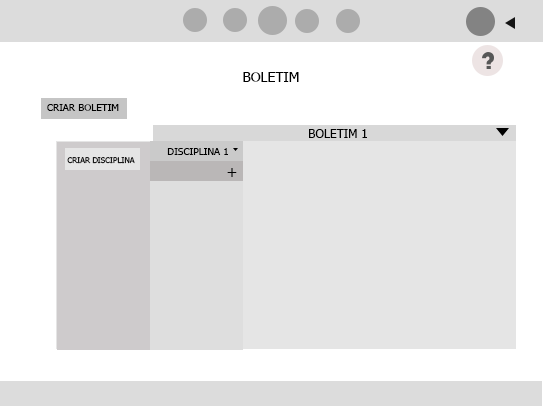 ?
BOLETIM
CRIAR BOLETIM
BOLETIM 1
CRIAR DISCIPLINA
DISCIPLINA 1
+